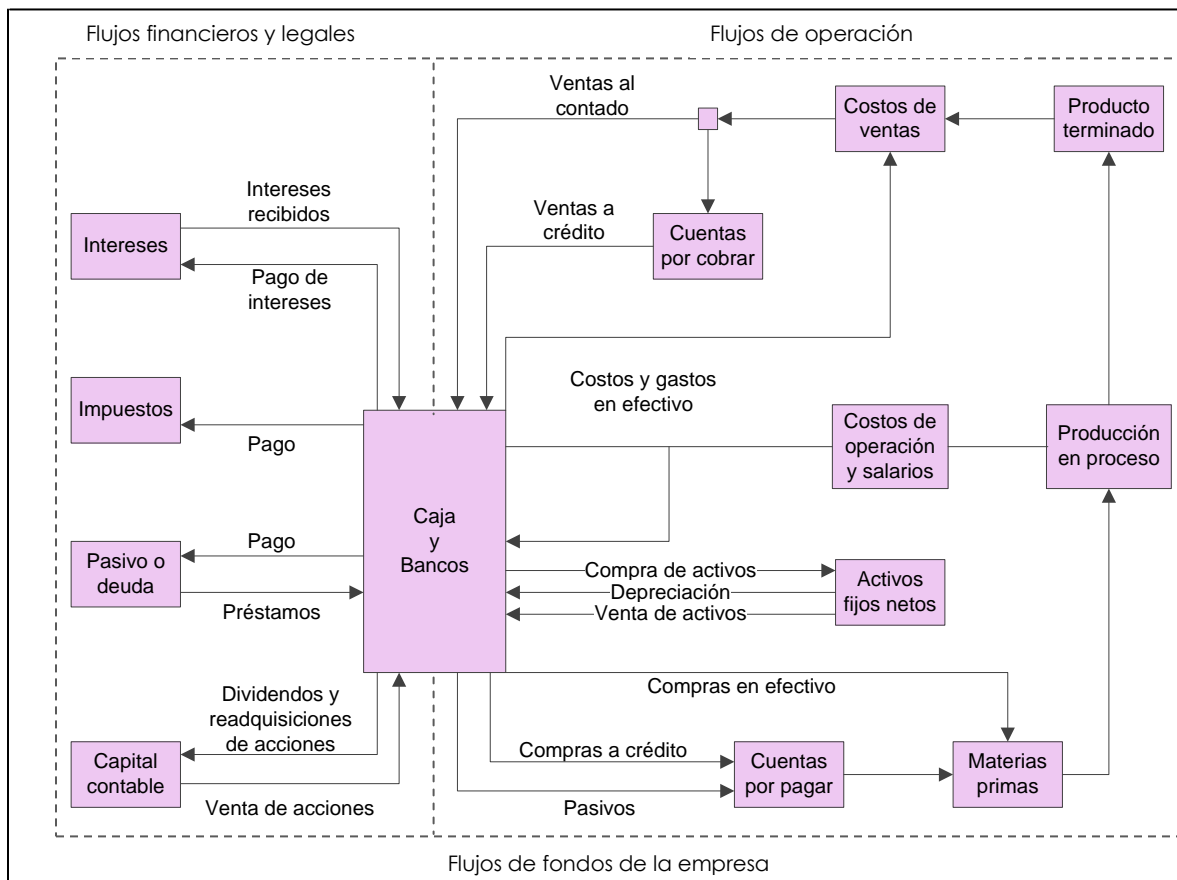 Flujos financieros y legales
Flujos de operación
Ventas al
contado
Costos de
ventas
Producto
terminado
Intereses
recibidos
Intereses
Pago de
intereses
Ventas a
crédito
Cuentas
por cobrar
Impuestos
Pago
Costos y gastos
en efectivo
Costos de
operación
y salarios
Producción
en proceso
Caja
y
Bancos
Pasivo o
deuda
Pago
Préstamos
Compra de activos
Depreciación
Venta de activos
Activos
fijos netos
Dividendos y
readquisiciones
de acciones
Capital
contable
Venta de acciones
Compras en efectivo
Compras a crédito
Pasivos
Cuentas
por pagar
Materias
primas
Flujos de fondos de la empresa